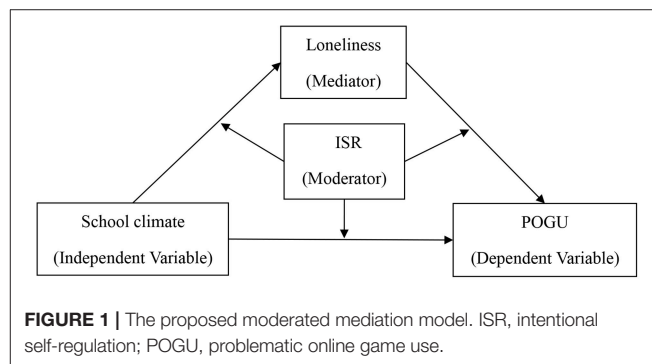 Loneliness
(Mediator)
ISR
(Moderator)
School climate
(Independent Variable)
POGU
(Dependent Variable)
FIGURE 1 | The proposed moderated mediation model. ISR, intentional
self-regulation; POGU, problematic online game use.